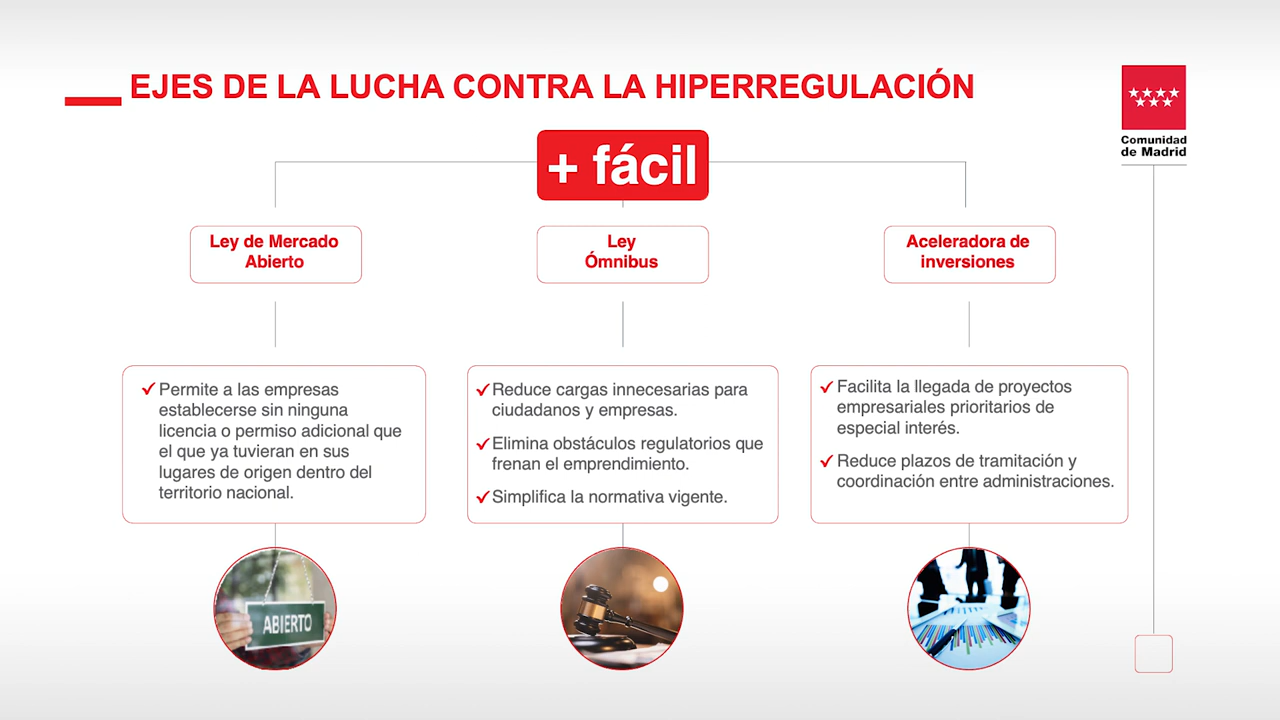 EJES DE LA LUCHA CONTRA LA HIPERREGULACIÓN
Comunidad
de Madrid
+ fácil
Ley de Mercado
Abierto
Ley
Ómnibus
Aceleradora de
inversiones
Permite a las empresas
establecerse sin ninguna
licencia o permiso adicional que
el que ya tuvieran en sus
lugares de origen dentro del
territorio nacional.
Reduce cargas innecesarias para
ciudadanos y empresas.
Elimina obstáculos regulatorios que
frenan el emprendimiento.
Simplifica la normativa vigente.
Facilita la llegada de proyectos
empresariales prioritarios de
especial interés.
Reduce plazos de tramitación y
coordinación entre administraciones.
ABIERTO